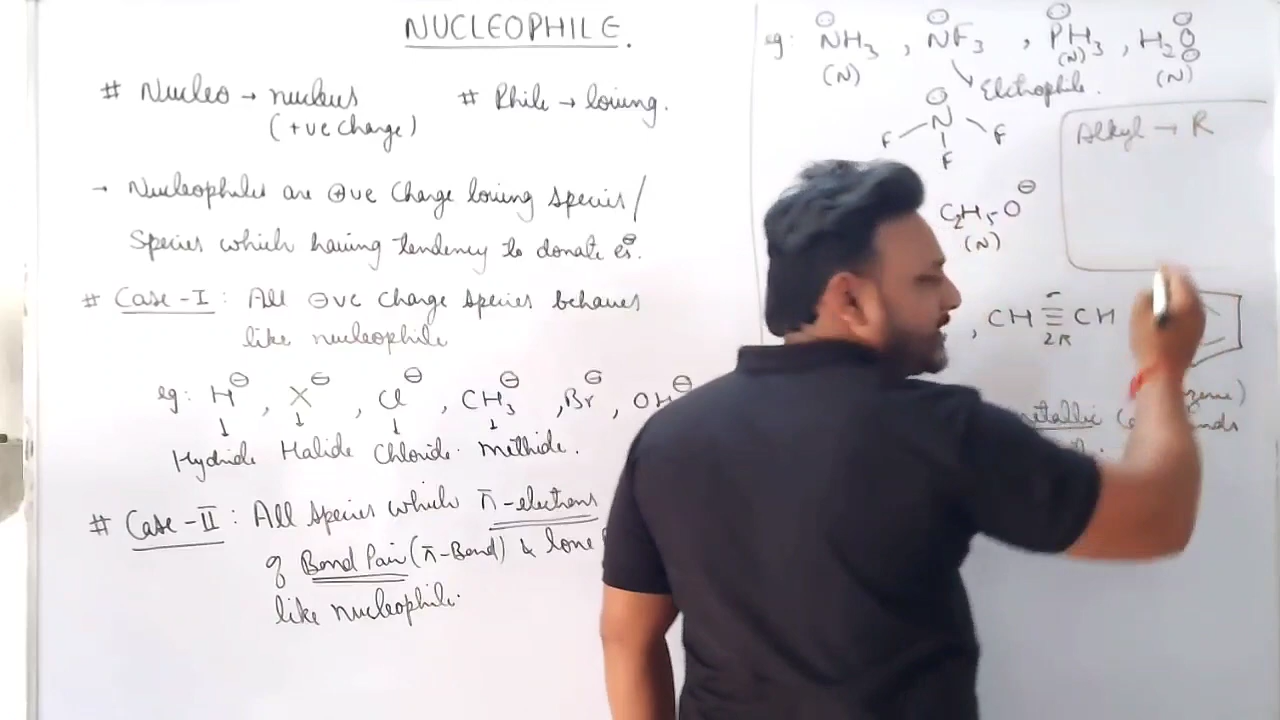 NUCLEOPHILE.
# Nucleo → nucleus
(+ve charge)
# Phile → loving.
→ Nucleophiles are ⊕ve charge loving species/
Species which having tendency to donate es⊖.
# Case-I : All ⊖ve charge species behaves
like nucleophile
eg: H⊖, X⊖, Cl⊖, CH3⊖, Br⊖, OH⊖
↓ ↓ ↓ ↓
Hydride Halide Chloride. methide.
# Case-II : All species which π-electrons
of Bond Pair (π-Bond) & lone
like nucleophile.
eg: NH3, NF3, PH3, H2O
(N) (N) (N)
↘ Electrophile.
N
F F
F
Alkyl → R
C2H5O⊖
(N)
, CH ≡ CH
2π
metallic